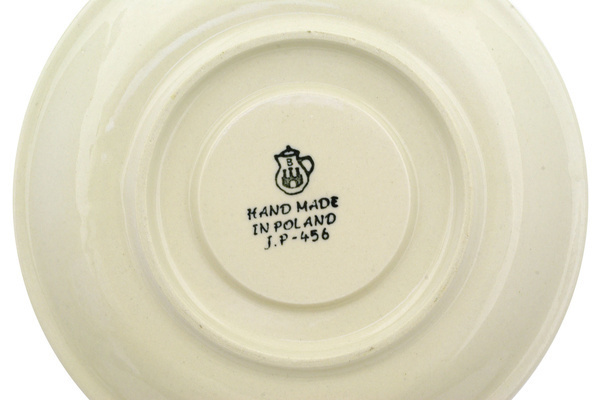 B
HAND MADE
IN POLAND
J.P-456